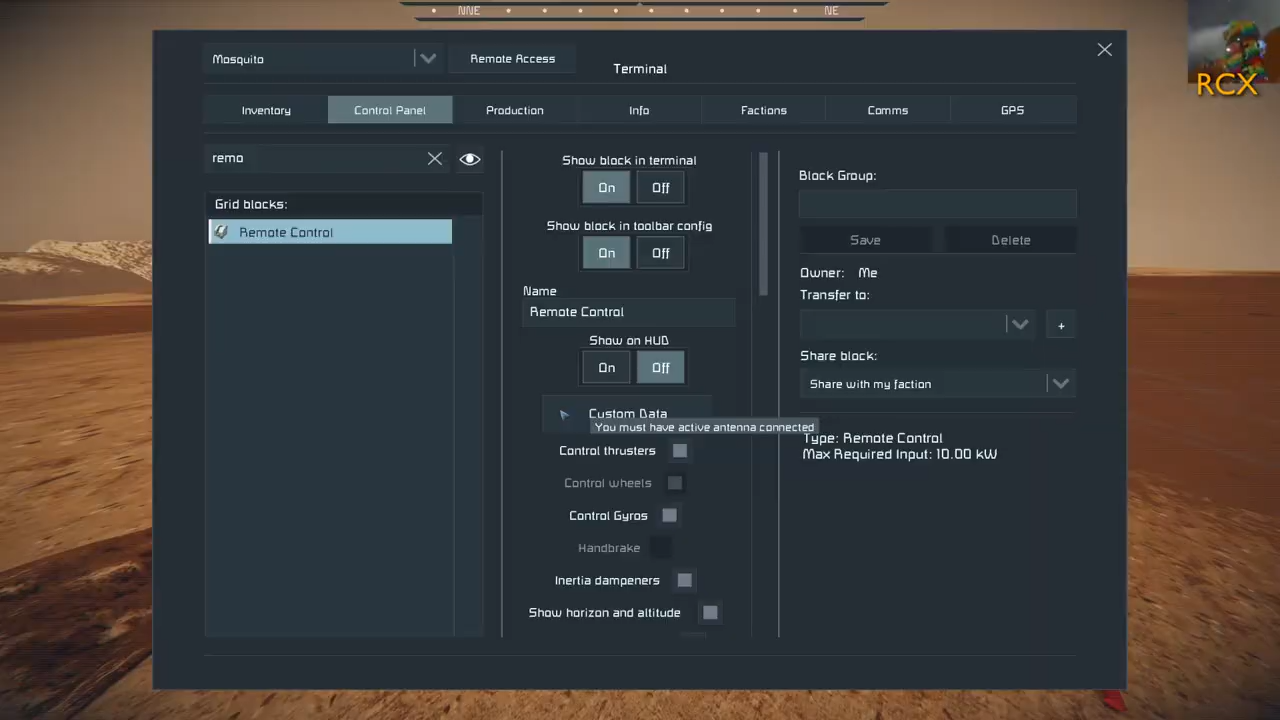 NNE
NE
RCX
Mosquito
Remote Access
Terminal
Inventory
Control Panel
Production
Info
Factions
Comms
GPS
remo
Grid blocks:
Remote Control
Show block in terminal
On
Off
Show block in toolbar config
On
Off
Name
Remote Control
Show on HUD
On
Off
Custom Data
You must have active antenna connected
Control thrusters
Control wheels
Control Gyros
Handbrake
Inertia dampeners
Show horizon and altitude
Block Group:
Save
Delete
Owner: Me
Transfer to:
+
Share block:
Share with my faction
Type: Remote Control
Max Required Input: 10.00 kW